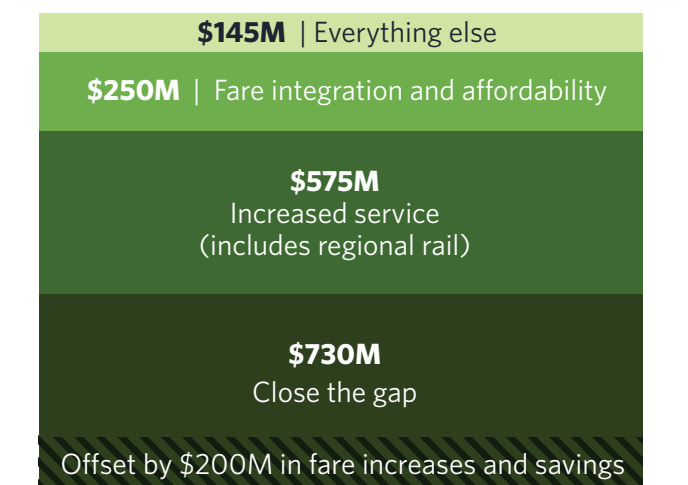 $145M | Everything else
$250M | Fare integration and affordability
$575M
Increased service
(includes regional rail)
$730M
Close the gap
Offset by $200M in fare increases and savings